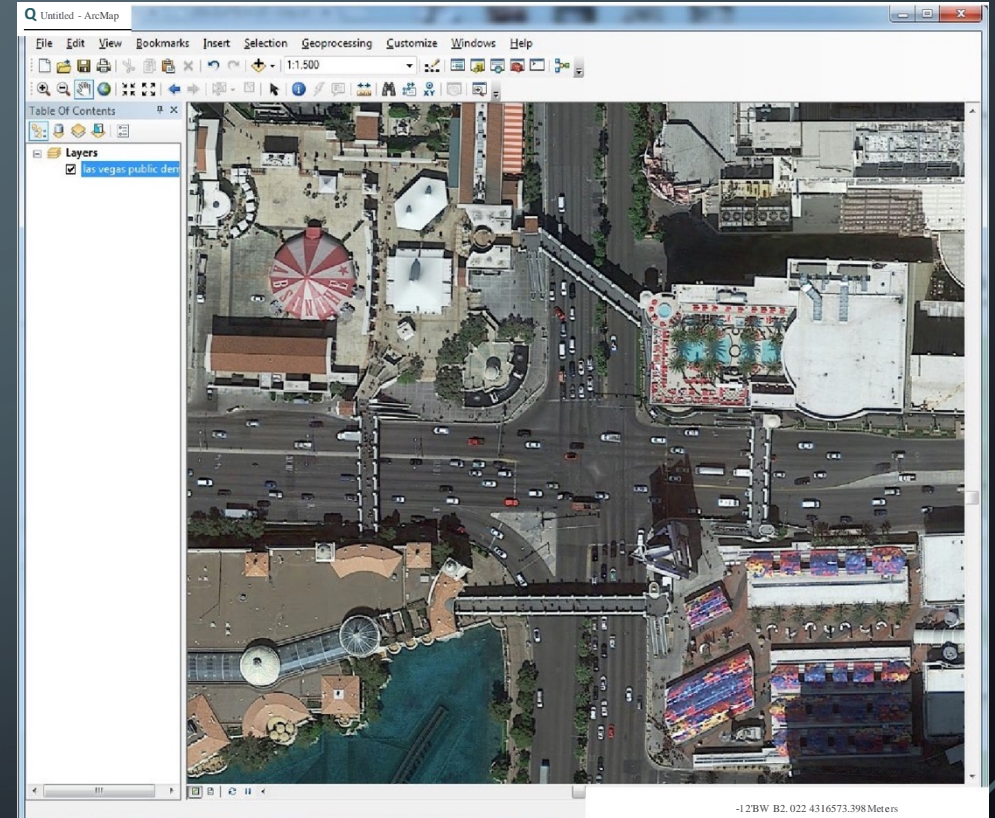 Q Untitled - ArcMap
File Edit View Bookmarks Insert Selection Geoprocessing Customize Windows Help
1:1,500
Table Of Contents
Layers
las vegas public dem
-12'BW B2. 022 4316573.398 Meters